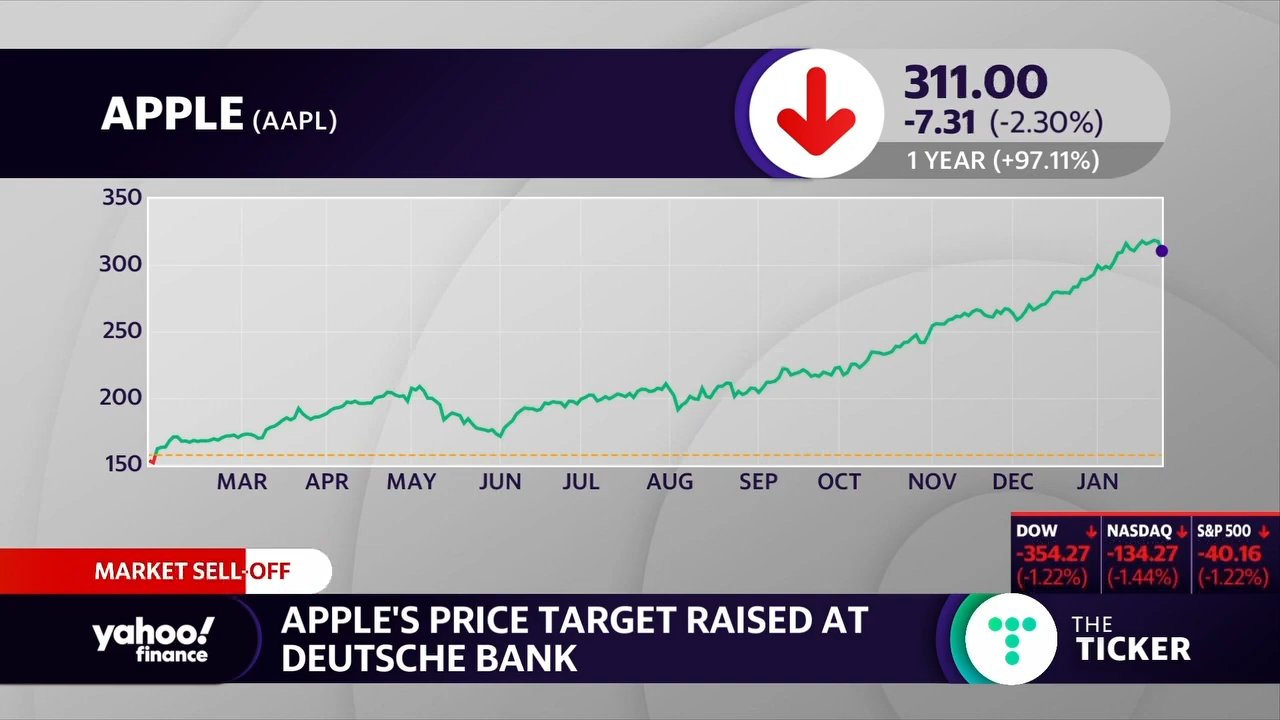 APPLE (AAPL)
311.00
-7.31 (-2.30%)
1 YEAR (+97.11%)
350
300
250
200
150
MAR APR MAY JUN JUL AUG SEP OCT NOV DEC JAN
DOW NASDAQ S&P 500
-354.27 -134.27 -40.16
(-1.22%) (-1.44%) (-1.22%)
MARKET SELL-OFF
yahoo!
finance
APPLE'S PRICE TARGET RAISED AT
DEUTSCHE BANK
THE
TICKER